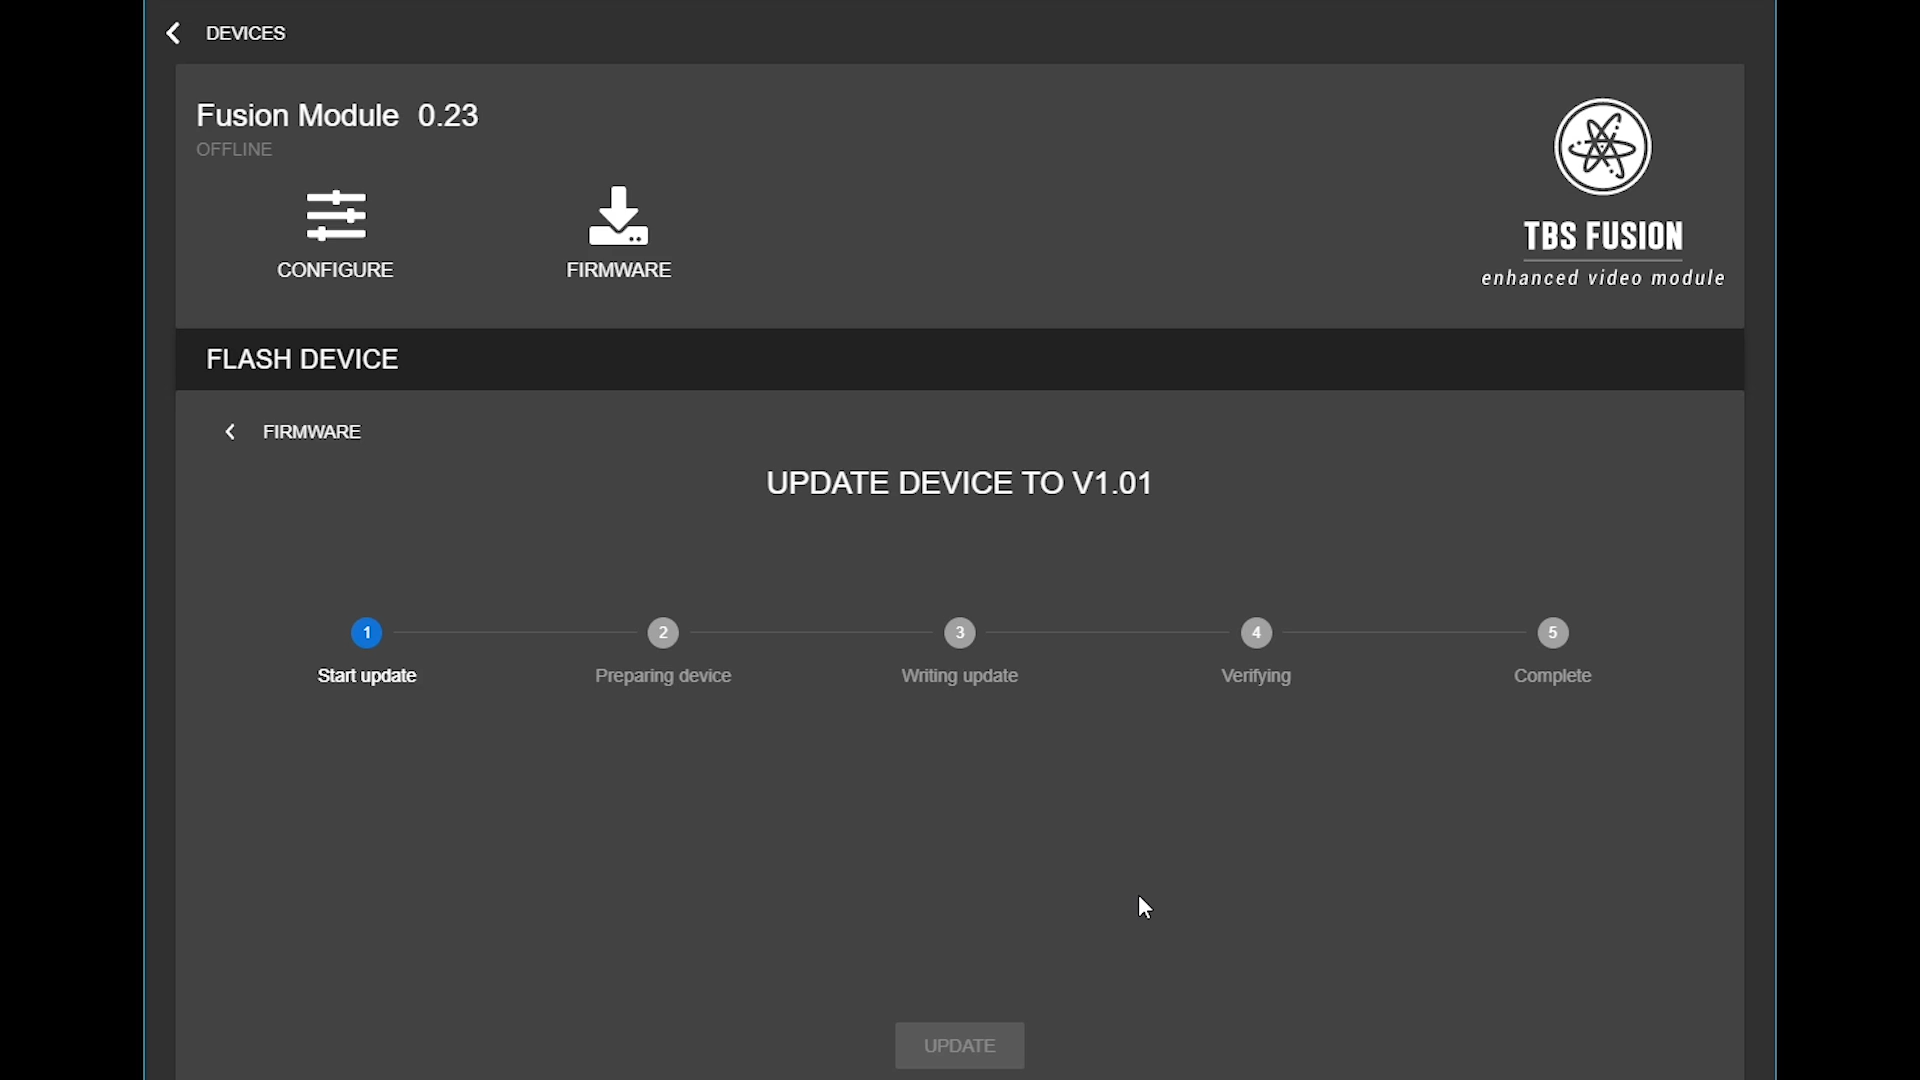 DEVICES
Fusion Module 0.23
OFFLINE
CONFIGURE
FIRMWARE
TBS FUSION
enhanced video module
FLASH DEVICE
FIRMWARE
UPDATE DEVICE TO V1.01
1
2
3
4
5
Start update
Preparing device
Writing update
Verifying
Complete
UPDATE